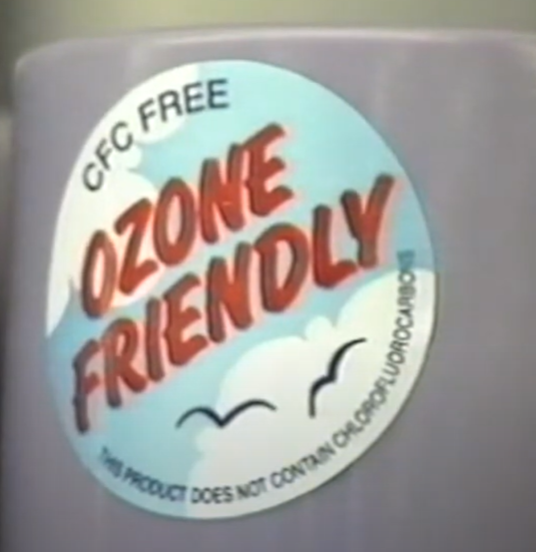 CFC FREE
OZONE
FRIENDLY
THIS PRODUCT DOES NOT CONTAIN CHLOROFLUOROCARBONS